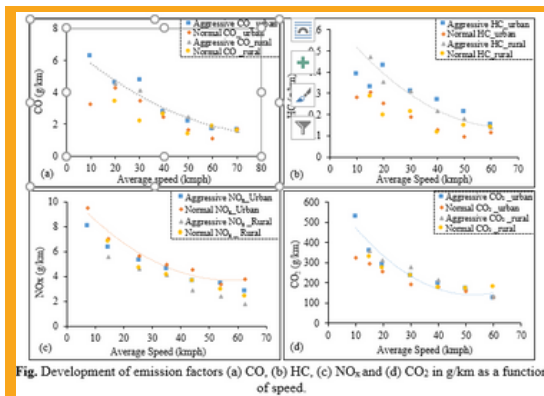 8
Aggressive CO_urban
Normal CO_urban
Aggressive CO_rural
Normal CO_rural
6
4
2
0
CO (g/km)
(a)
0 10 20 30 40 50 60 70 80
Average speed (kmph)
0.6
Aggressive HC_urban
Normal HC_urban
Aggressive HC_rural
Normal HC_rural
(b)
0 10 20 30 40 50 60 70
Average speed (kmph)
10
Aggressive NOx_Urban
Normal NOx_Urban
Aggressive NOx_Rural
Normal NOx_Rural
8
6
4
2
0
NOx (g/km)
(c)
0 10 20 30 40 50 60 70
Average Speed (kmph)
600
Aggressive CO₂_urban
Normal CO₂_urban
Aggressive CO₂_rural
Normal CO₂_rural
500
400
300
200
100
0
CO₂ (g/km)
(d)
0 10 20 30 40 50 60 70
Average Speed (kmph)
Fig. Development of emission factors (a) CO, (b) HC, (c) NOx and (d) CO₂ in g/km as a function
of speed.